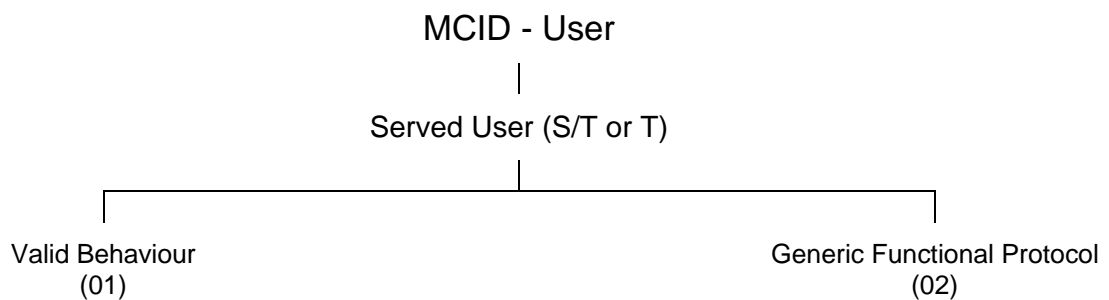 MCID - User
Served User (S/T or T)
Valid Behaviour
(01)
Generic Functional Protocol
(02)